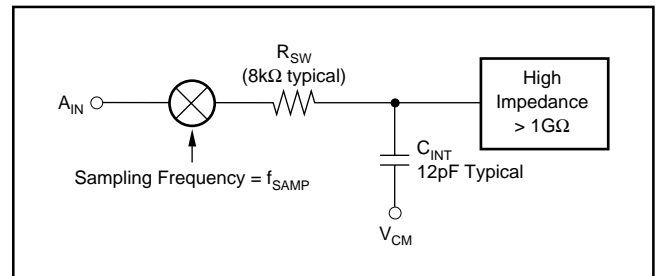 R_SW
(8kΩ typical)
A_IN
High
Impedance
> 1GΩ
C_INT
12pF Typical
Sampling Frequency = f_SAMP
V_CM